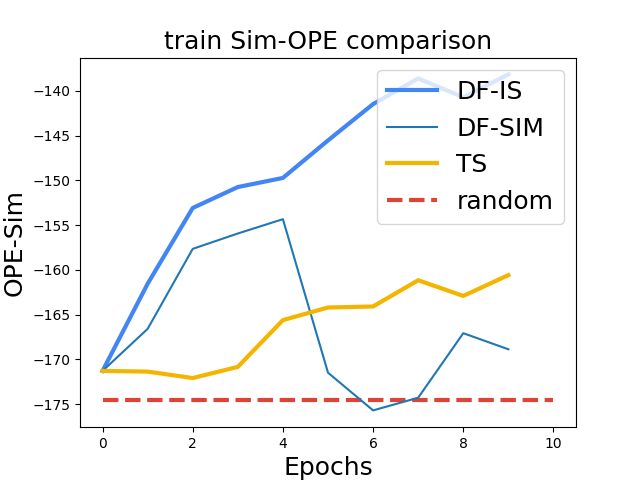 train Sim-OPE comparison
OPE-Sim
−140
−145
−150
−155
−160
−165
−170
−175
DF-IS
DF-SIM
TS
random
0 2 4 6 8 10
Epochs